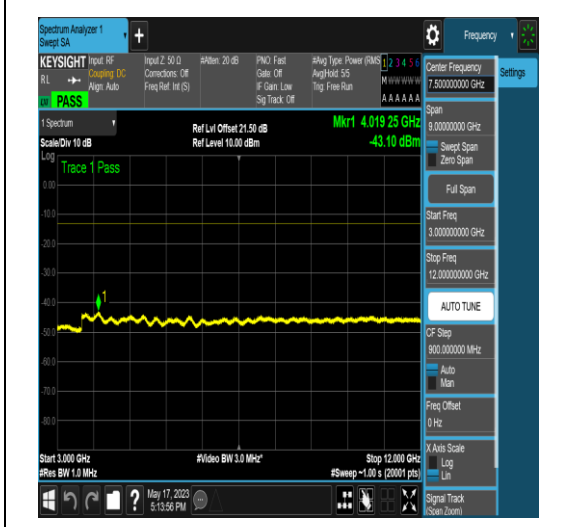 Spectrum Analyzer 1
Swept SA
Frequency
KEYSIGHT
Input: RF
Coupling: DC
Align: Auto
Input Z: 50 Ω
Corrections: Off
Freq Ref: Int (S)
#Atten: 20 dB
PNO: Fast
Gate: Off
IF Gain: Low
Sig Track: Off
#Avg Type: Power (RMS
Avg|Hold: 5/5
Trig: Free Run
1 2 3 4 5 6
M W W W W W
A A A A A A
RL
PASS
1 Spectrum
Scale/Div 10 dB
Ref Lvl Offset 21.50 dB
Ref Level 10.00 dBm
Mkr1 4.019 25 GHz
-43.10 dBm
Log
Trace 1 Pass
0.00
-10.0
-20.0
-30.0
-40.0
-50.0
-60.0
-70.0
-80.0
1
Start 3.000 GHz
#Res BW 1.0 MHz
#Video BW 3.0 MHz*
Stop 12.000 GHz
#Sweep ~1.00 s (20001 pts)
May 17, 2023
5:13:56 PM
Center Frequency
7.500000000 GHz
Settings
Span
9.00000000 GHz
Swept Span
Zero Span
Full Span
Start Freq
3.000000000 GHz
Stop Freq
12.000000000 GHz
AUTO TUNE
CF Step
900.000000 MHz
Auto
Man
Freq Offset
0 Hz
X Axis Scale
Log
Lin
Signal Track
(Span Zoom)